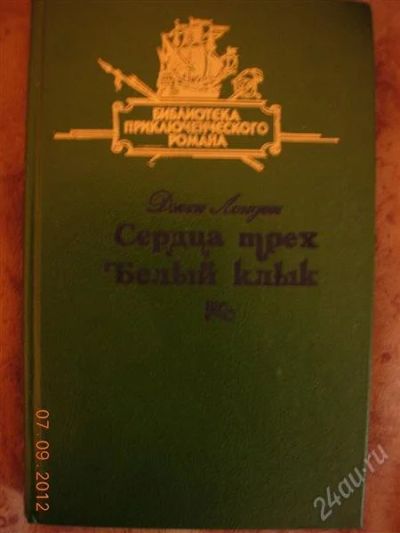 БИБЛИОТЕКА
ПРИКЛЮЧЕНЧЕСКОГО
РОМАНА
Джек Лондон
Сердца трех
Белый клык
07.09.2012
24au.ru